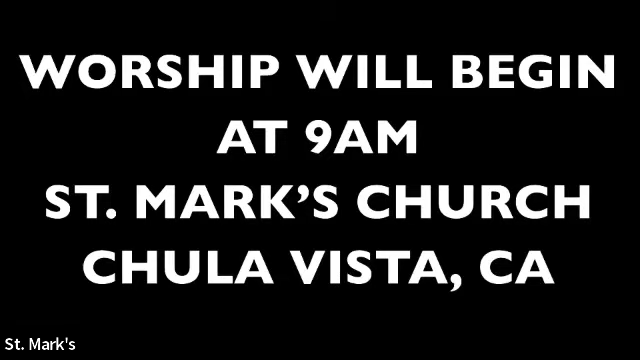 WORSHIP WILL BEGIN
AT 9AM
ST. MARK’S CHURCH
CHULA VISTA, CA
St. Mark's